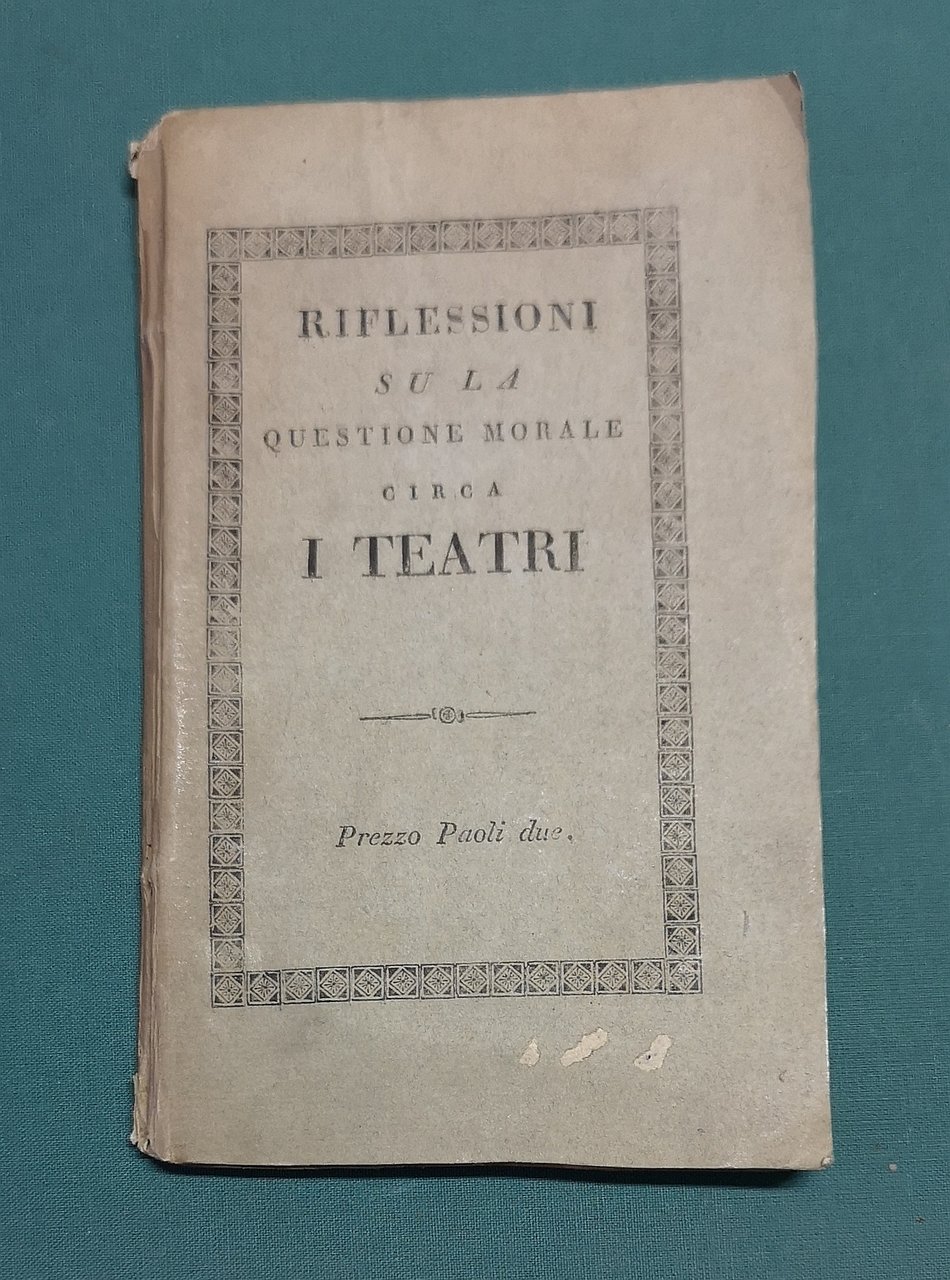 RIFLESSIONI
SU LA
QUESTIONE MORALE
CIRCA
I TEATRI
Prezzo Paoli due.